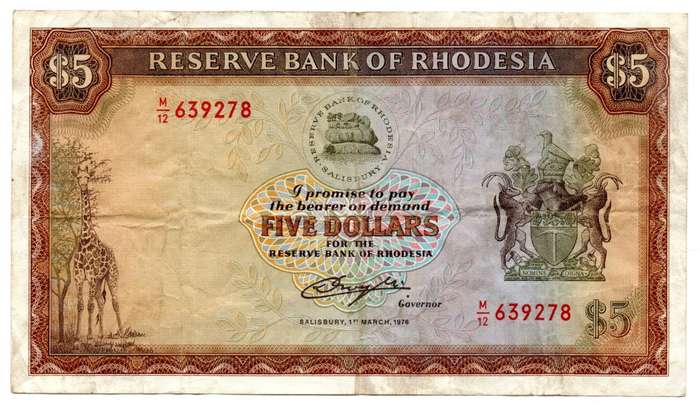 RESERVE BANK OF RHODESIA
$5
$5
M/12 639278
RESERVE BANK OF RHODESIA
SALISBURY
I promise to pay
the bearer on demand
FIVE DOLLARS
FOR THE
RESERVE BANK OF RHODESIA
Governor
SALISBURY, 1ST MARCH, 1976
M/12 639278
$5